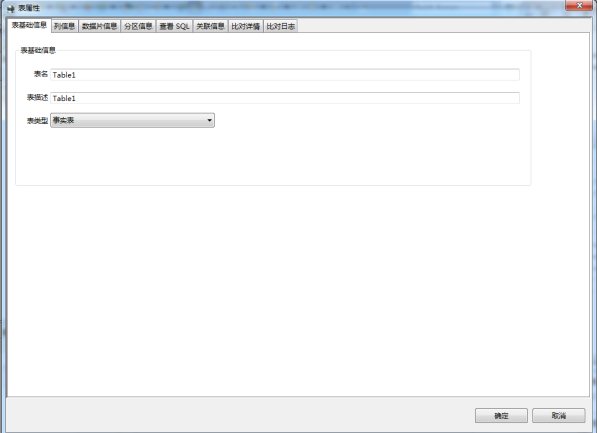 表属性
表基础信息 列信息 数据片信息 分区信息 查看 SQL 关联信息 比对详情 比对日志
表基础信息
表名 Table1
表描述 Table1
表类型 事实表
确定 取消